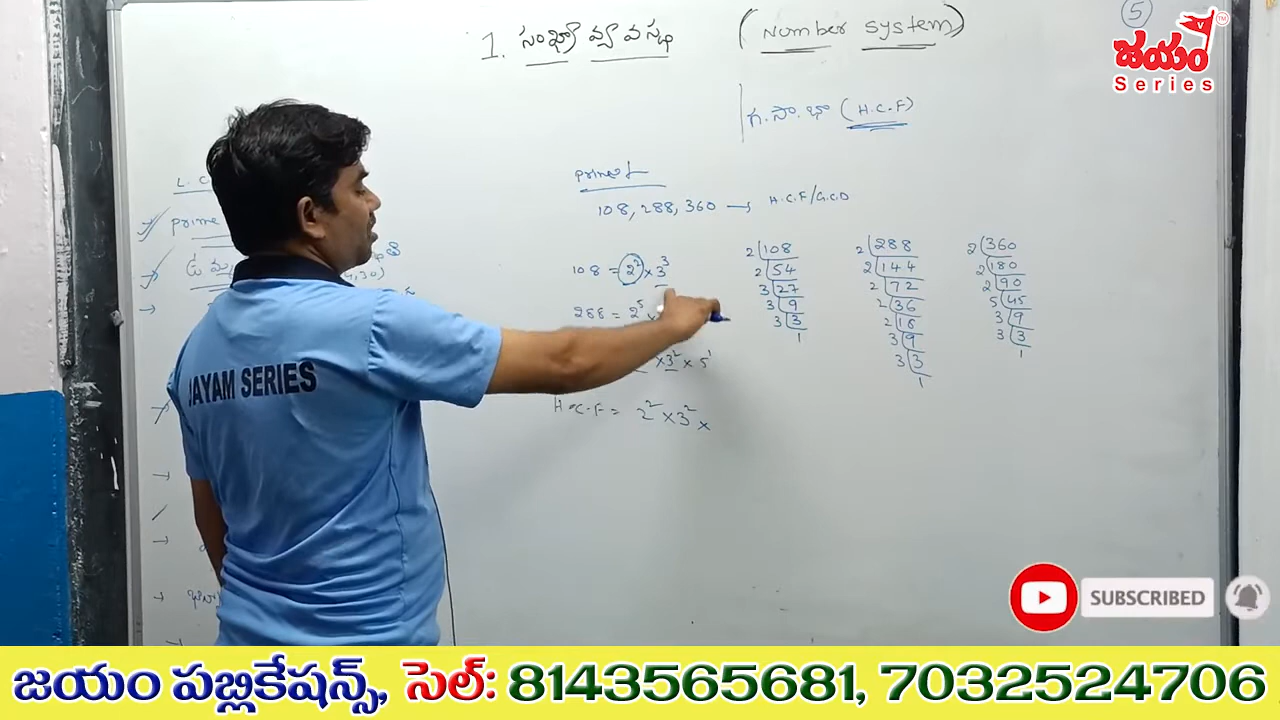 1. సంఖ్యా వ్యవస్థ (Number system)
5
జయం
Series
గ.సా.భా (H.C.F)
108, 288, 360 → H.C.F/G.C.D
L. C
Prime
108 = 2² × 3³
288 = 2⁵ ×
× 3² × 5¹
H.C.F = 2² × 3² ×
2 108
2 54
3 27
3 9
3 3
1
2 288
2 144
2 72
2 36
2 18
3 9
3 3
1
2 360
2 180
2 90
5 45
3 9
3 3
1
JAYAM SERIES
SUBSCRIBED
జయం పబ్లికేషన్స్, సెల్: 8143565681, 7032524706